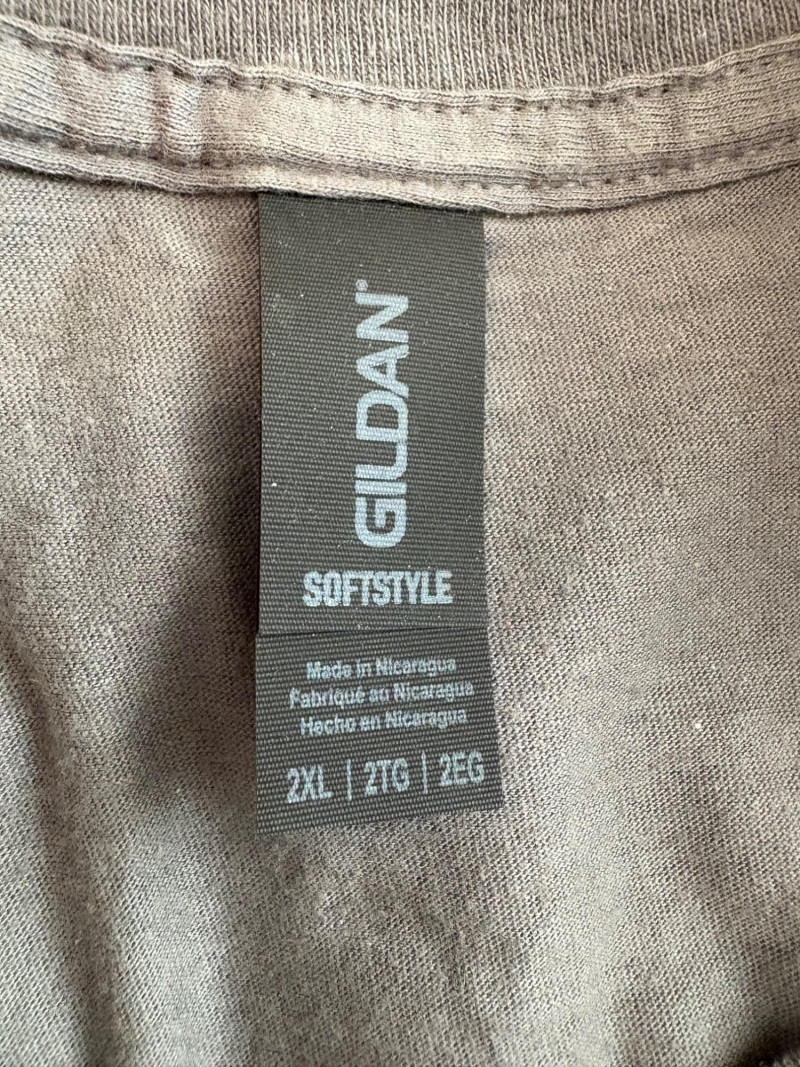 GILDAN®
SOFTSTYLE
Made in Nicaragua
Fabriqué au Nicaragua
Hecho en Nicaragua
2XL | 2TG | 2EG